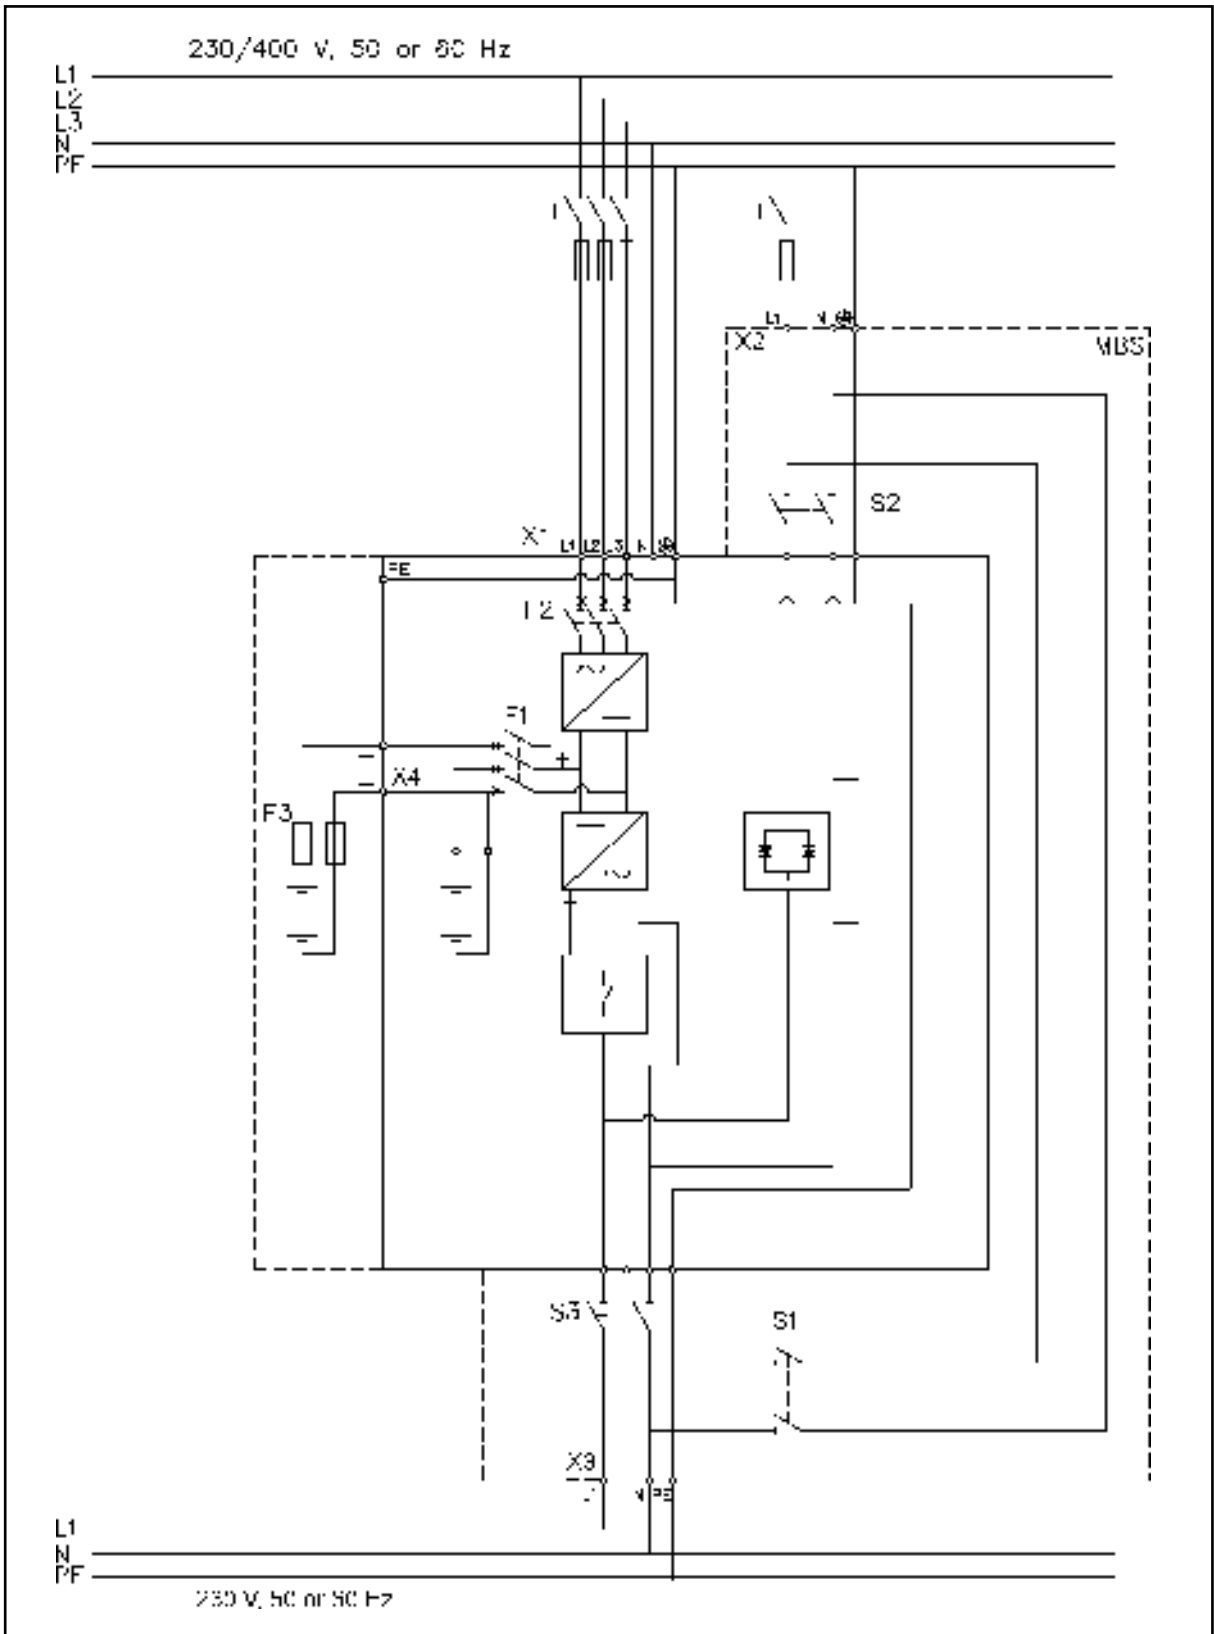 230/400 V, 50 or 60 Hz
L1
L2
L3
N
PE
L1 N
X2 MBS
S2
X1 L1 L2 L3 N
PE
F2
F1
X4
F3
S3 S1
X3
N PE
L1
N
PE
230 V, 50 or 60 Hz